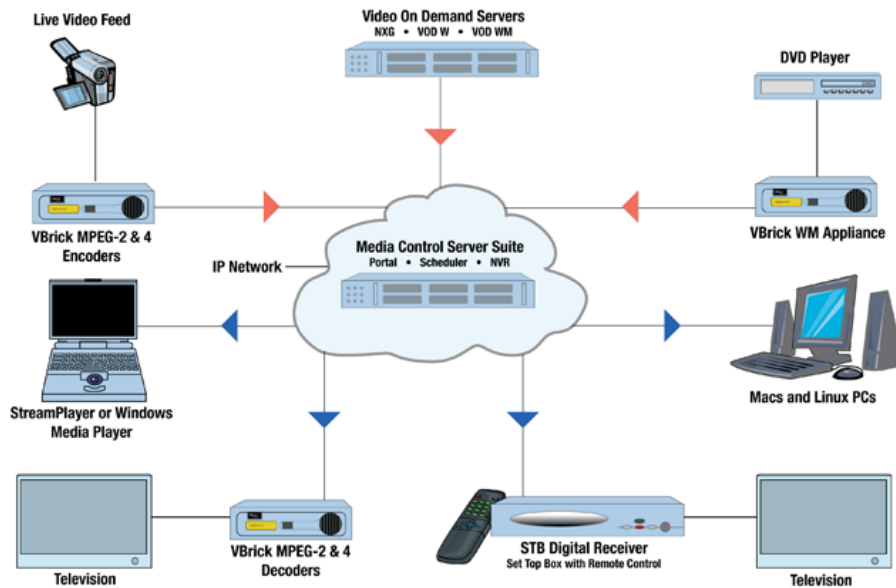 Live Video Feed
Video On Demand Servers
NXG • VOD W • VOD WM
DVD Player
VBrick MPEG-2 & 4
Encoders
VBrick WM Appliance
IP Network
Media Control Server Suite
Portal • Scheduler • NVR
StreamPlayer or Windows
Media Player
Macs and Linux PCs
Television
VBrick MPEG-2 & 4
Decoders
STB Digital Receiver
Set Top Box with Remote Control
Television